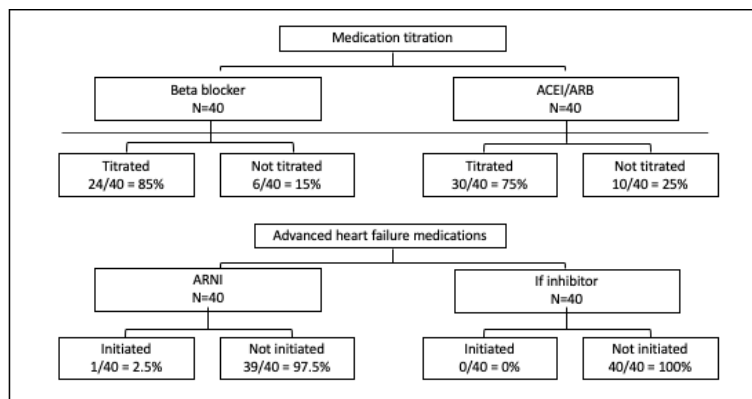 Medication titration
Beta blocker
N=40
ACEI/ARB
N=40
Titrated
24/40 = 85%
Not titrated
6/40 = 15%
Titrated
30/40 = 75%
Not titrated
10/40 = 25%
Advanced heart failure medications
ARNI
N=40
If inhibitor
N=40
Initiated
1/40 = 2.5%
Not initiated
39/40 = 97.5%
Initiated
0/40 = 0%
Not initiated
40/40 = 100%